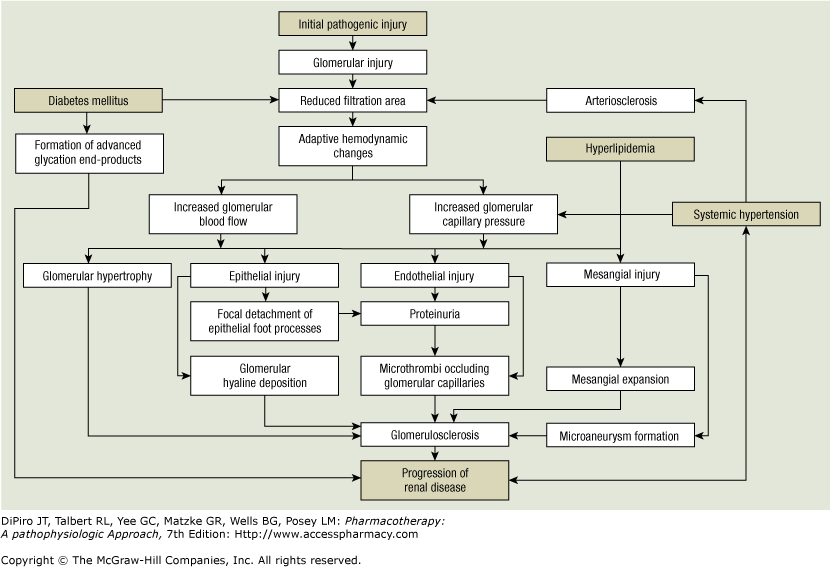 Initial pathogenic injury
Glomerular injury
Diabetes mellitus
Reduced filtration area
Arteriosclerosis
Formation of advanced
glycation end-products
Adaptive hemodynamic
changes
Hyperlipidemia
Increased glomerular
blood flow
Increased glomerular
capillary pressure
Systemic hypertension
Glomerular hypertrophy
Epithelial injury
Endothelial injury
Mesangial injury
Focal detachment of
epithelial foot processes
Proteinuria
Glomerular
hyaline deposition
Microthrombi occluding
glomerular capillaries
Mesangial expansion
Glomerulosclerosis
Microaneurysm formation
Progression of
renal disease
DiPiro JT, Talbert RL, Yee GC, Matzke GR, Wells BG, Posey LM: Pharmacotherapy:
A pathophysiologic Approach, 7th Edition: Http://www.accesspharmacy.com
Copyright © The McGraw-Hill Companies, Inc. All rights reserved.